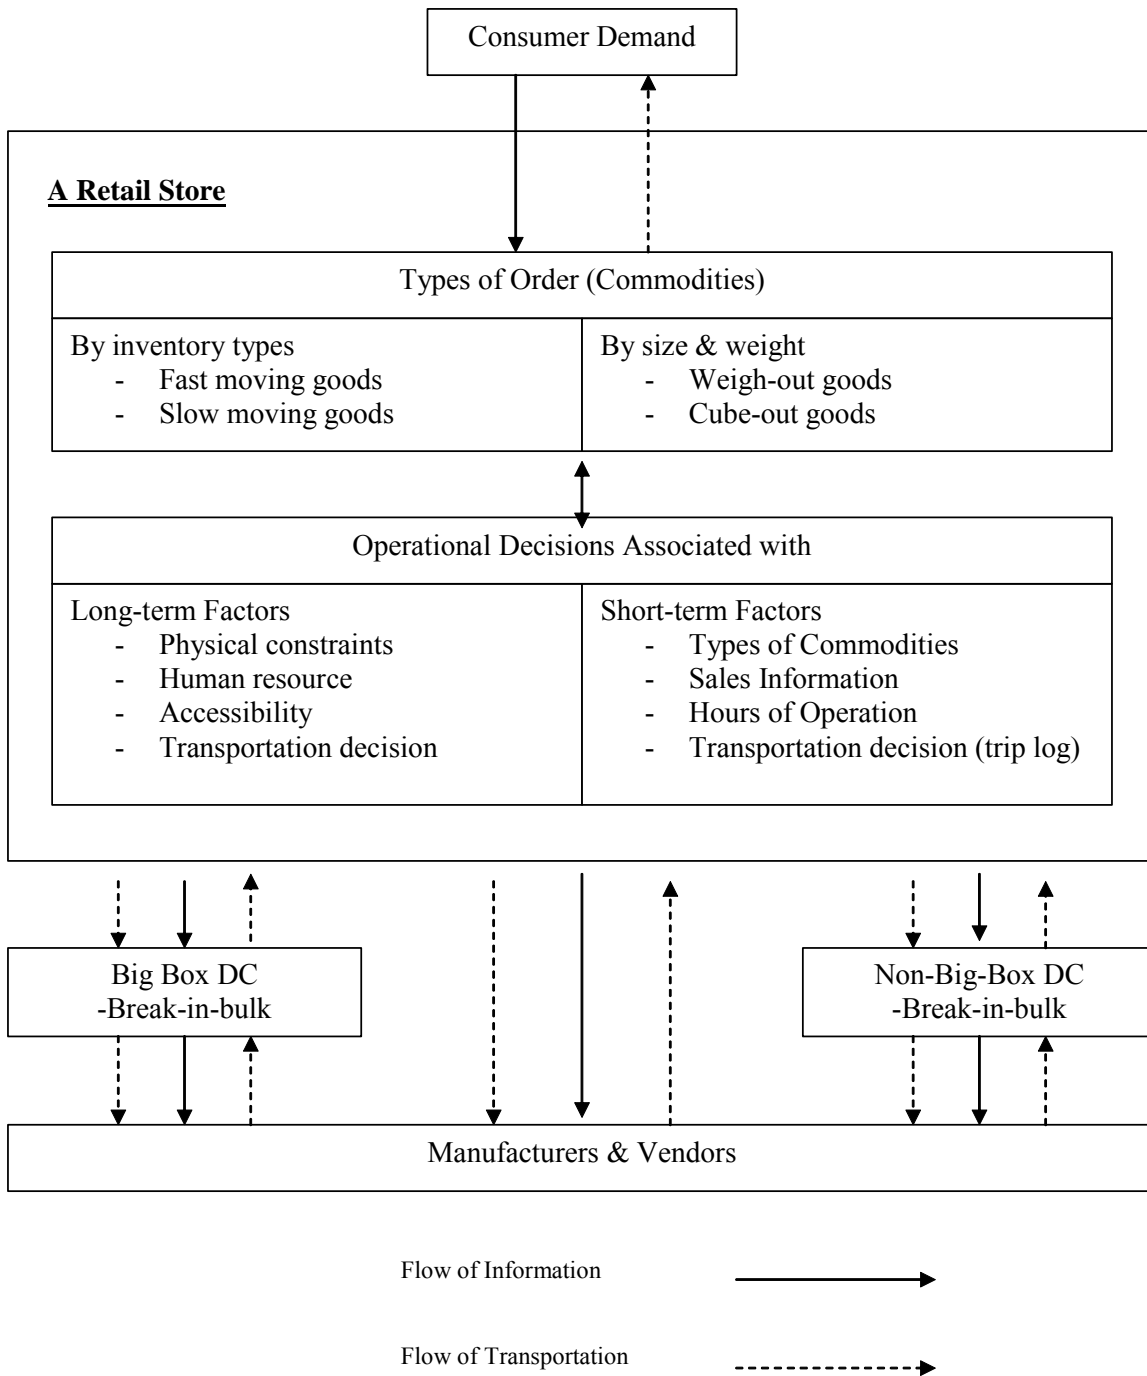 Consumer Demand
A Retail Store
Types of Order (Commodities)
By inventory types
- Fast moving goods
- Slow moving goods
By size & weight
- Weigh-out goods
- Cube-out goods
Operational Decisions Associated with
Long-term Factors
- Physical constraints
- Human resource
- Accessibility
- Transportation decision
Short-term Factors
- Types of Commodities
- Sales Information
- Hours of Operation
- Transportation decision (trip log)
Big Box DC
-Break-in-bulk
Non-Big-Box DC
-Break-in-bulk
Manufacturers & Vendors
Flow of Information
Flow of Transportation